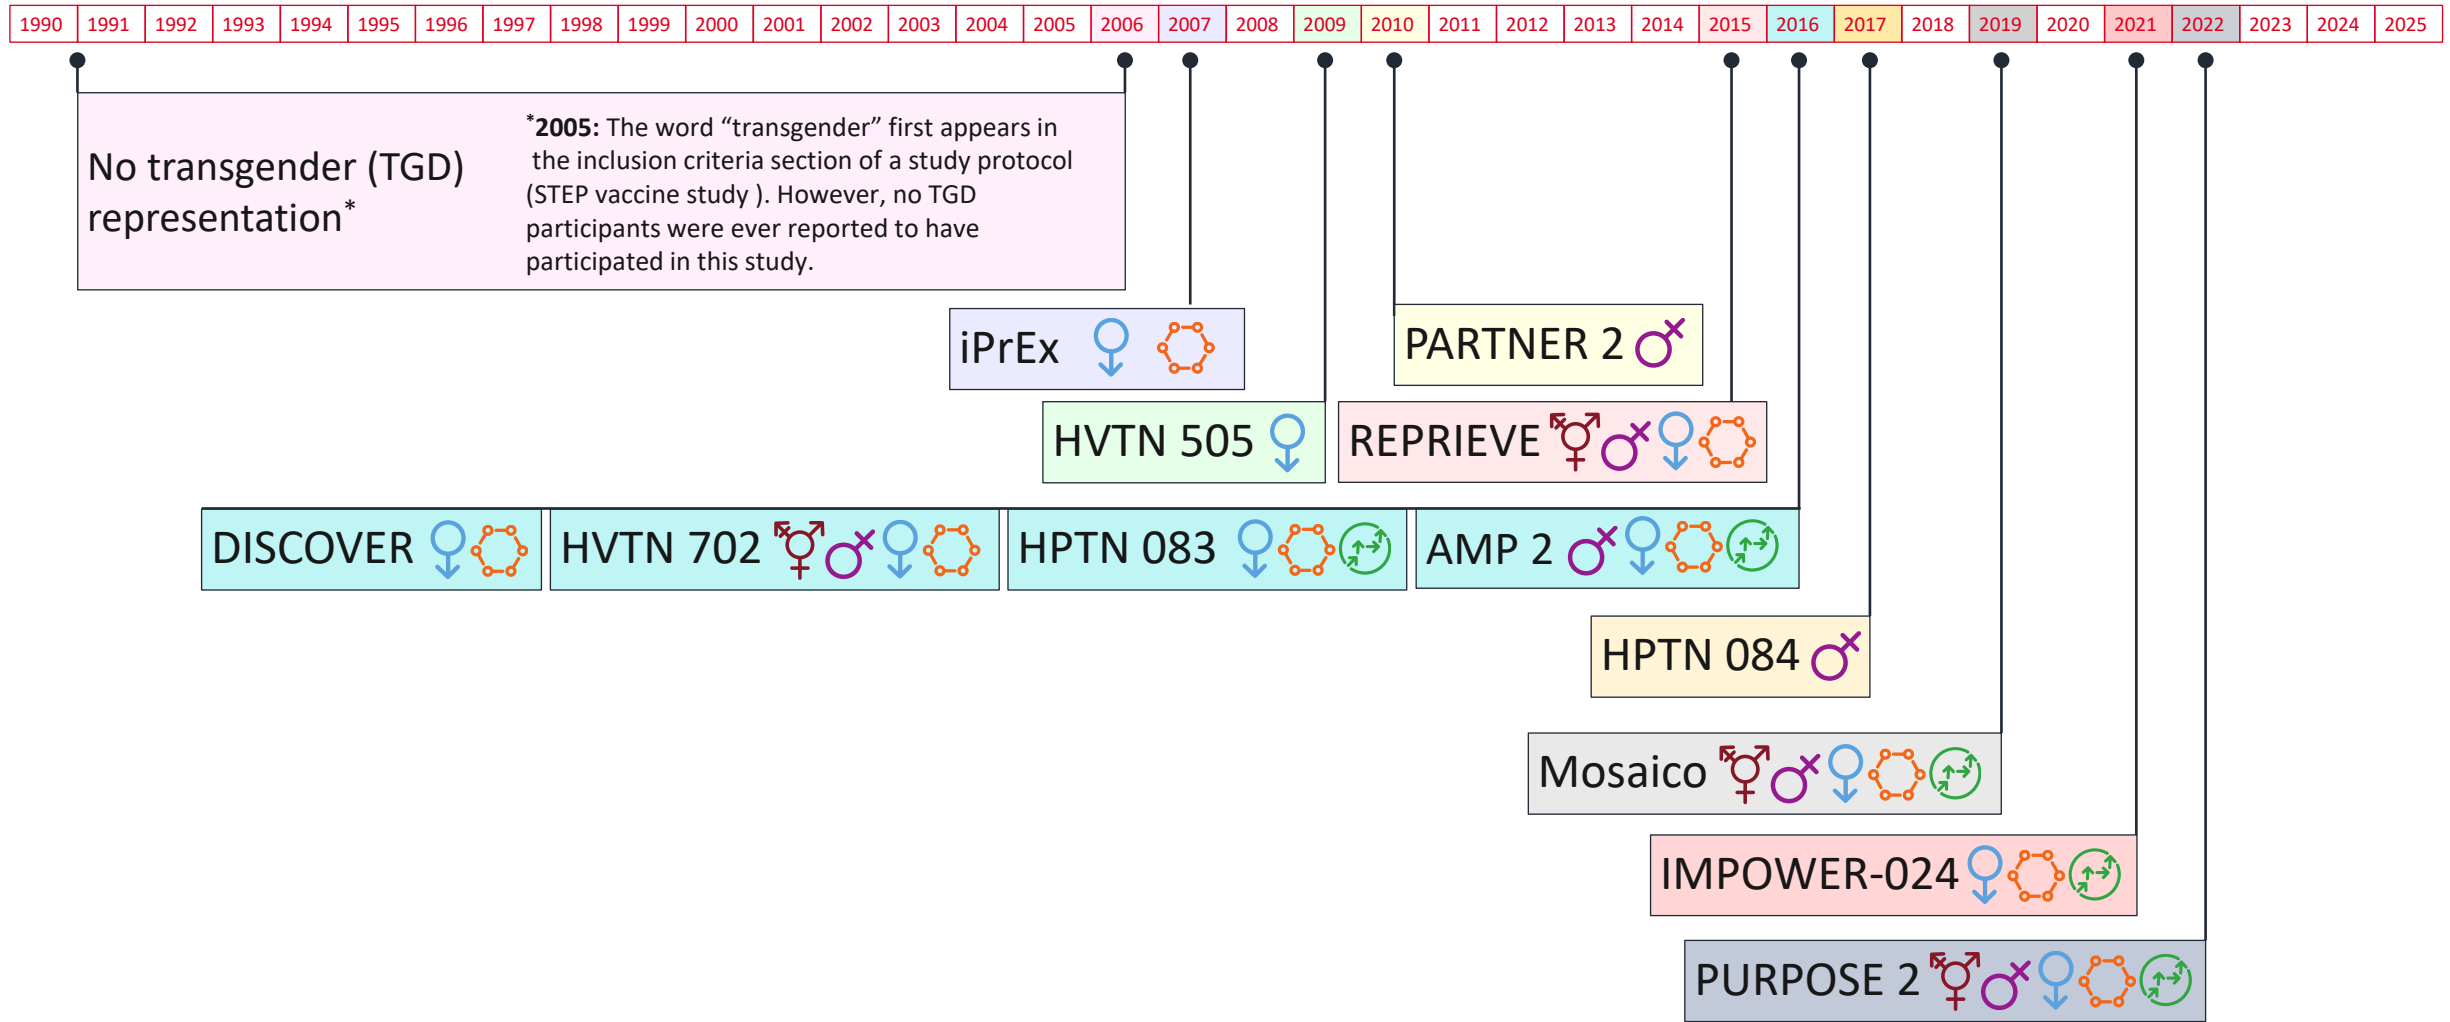 1990 1991 1992 1993 1994 1995 1996 1997 1998 1999 2000 2001 2002 2003 2004 2005 2006 2007 2008 2009 2010 2011 2012 2013 2014 2015 2016 2017 2018 2019 2020 2021 2022 2023 2024 2025
No transgender (TGD)
representation*
*2005: The word “transgender” first appears in
the inclusion criteria section of a study protocol
(STEP vaccine study ). However, no TGD
participants were ever reported to have
participated in this study.
iPrEx
PARTNER 2
HVTN 505
REPRIEVE
DISCOVER
HVTN 702
HPTN 083
AMP 2
HPTN 084
Mosaico
IMPOWER-024
PURPOSE 2